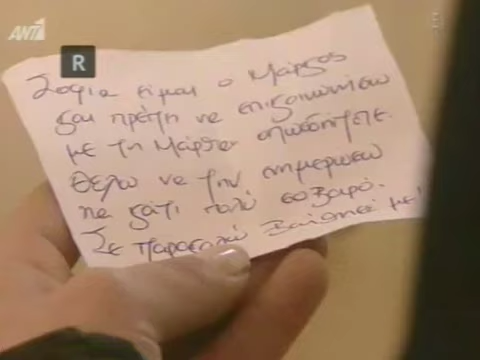 ANT1
R
Σοφία είμαι ο Μάρκος
και πρέπει να επικοινωνήσω
με τη Μάρθα οπωσδήποτε.
Θέλω να την ενημερώσω
για κάτι πολύ σοβαρό.
Σε παρακαλώ βοήθησέ με!